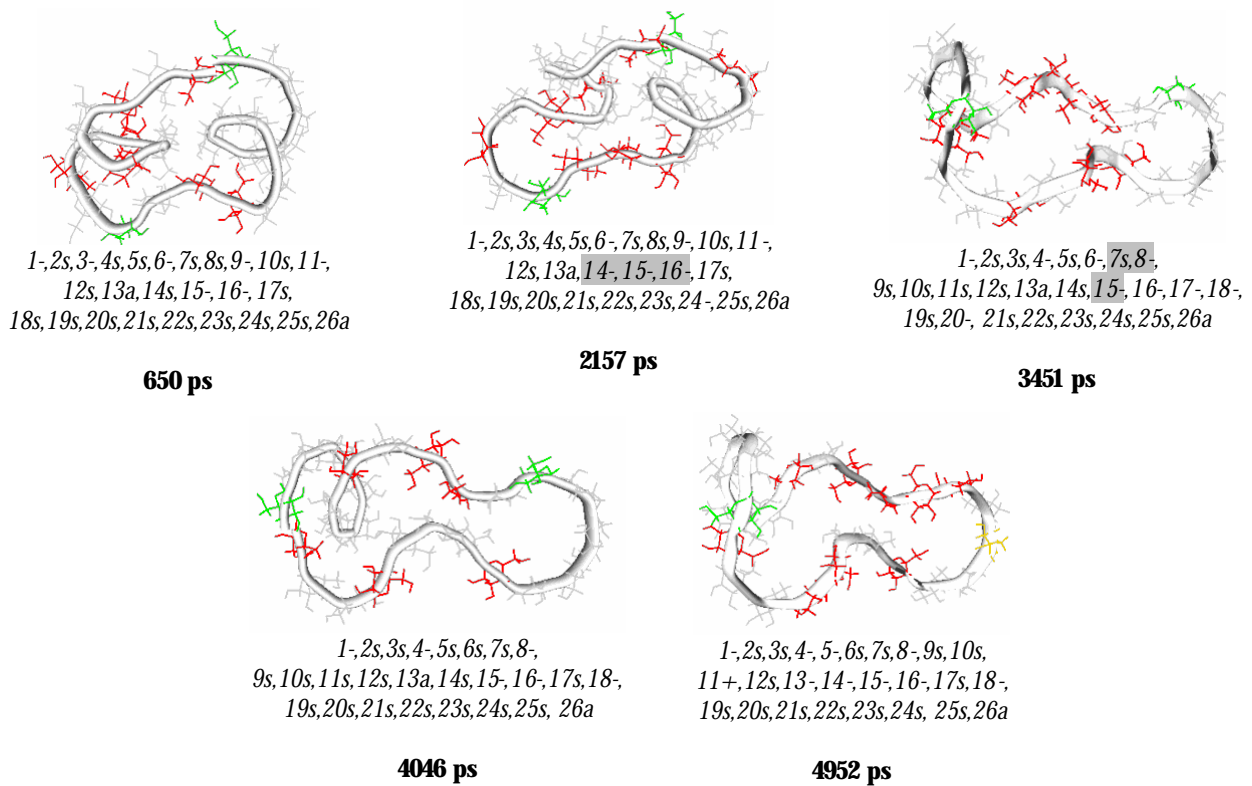 1-,2s,3-,4s,5s,6-,7s,8s,9-,10s,11-,
12s,13a,14s,15-,16-,17s,
18s,19s,20s,21s,22s,23s,24s,25s,26a
650 ps
1-,2s,3s,4s,5s,6-,7s,8s,9-,10s,11-,
12s,13a,14-,15-,16-,17s,
18s,19s,20s,21s,22s,23s,24-,25s,26a
2157 ps
1-,2s,3s,4-,5s,6-,7s,8-,
9s,10s,11s,12s,13a,14s,15-,16-,17-,18-,
19s,20-, 21s,22s,23s,24s,25s,26a
3451 ps
1-,2s,3s,4-,5s,6s,7s,8-,
9s,10s,11s,12s,13a,14s,15-,16-,17s,18-,
19s,20s,21s,22s,23s,24s,25s, 26a
4046 ps
1-,2s,3s,4-,5-,6s,7s,8-,9s,10s,
11+,12s,13-,14-,15-,16-,17s,18-,
19s,20s,21s,22s,23s,24s, 25s,26a
4952 ps